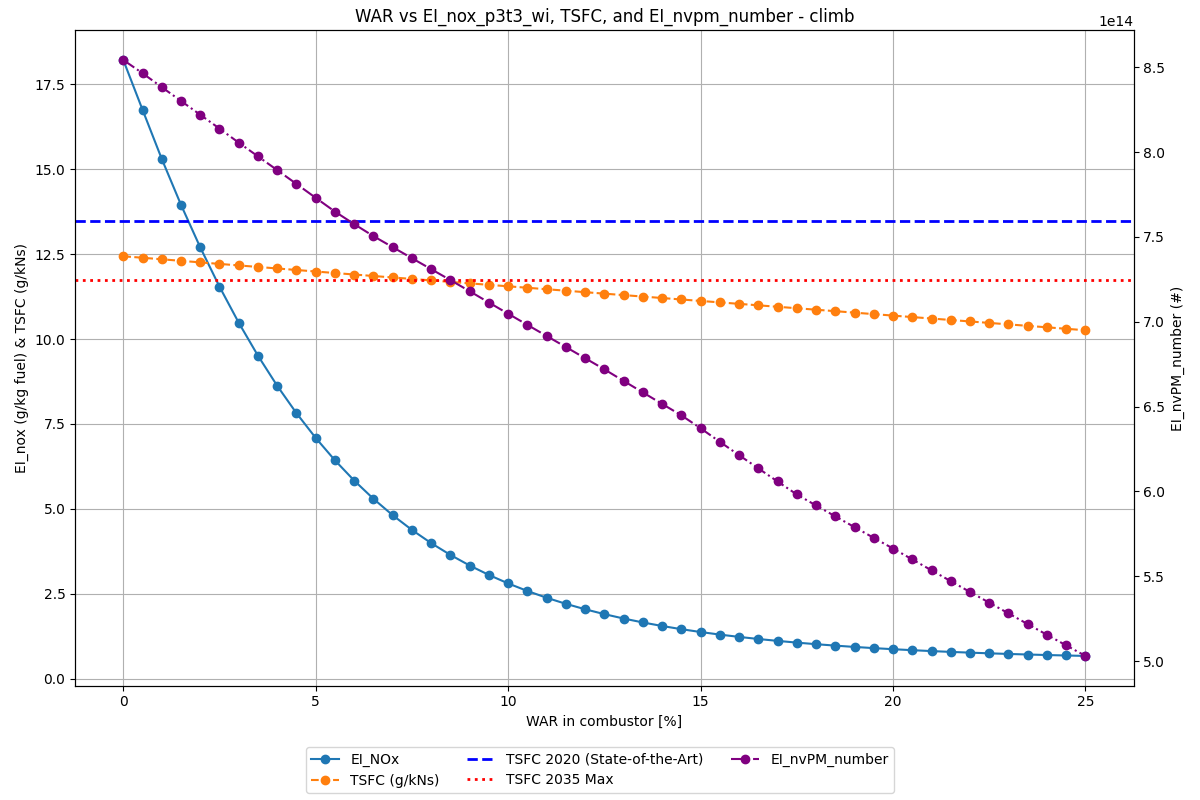 WAR vs EI_nox_p3t3_wi, TSFC, and EI_nvpm_number - climb
1e14
17.5
15.0
12.5
10.0
7.5
5.0
2.5
0.0
EI_nox (g/kg fuel) & TSFC (g/kNs)
8.5
8.0
7.5
7.0
6.5
6.0
5.5
5.0
EI_nvPM_number (#)
0 5 10 15 20 25
WAR in combustor [%]
EI_NOx
TSFC (g/kNs)
TSFC 2020 (State-of-the-Art)
TSFC 2035 Max
EI_nvPM_number